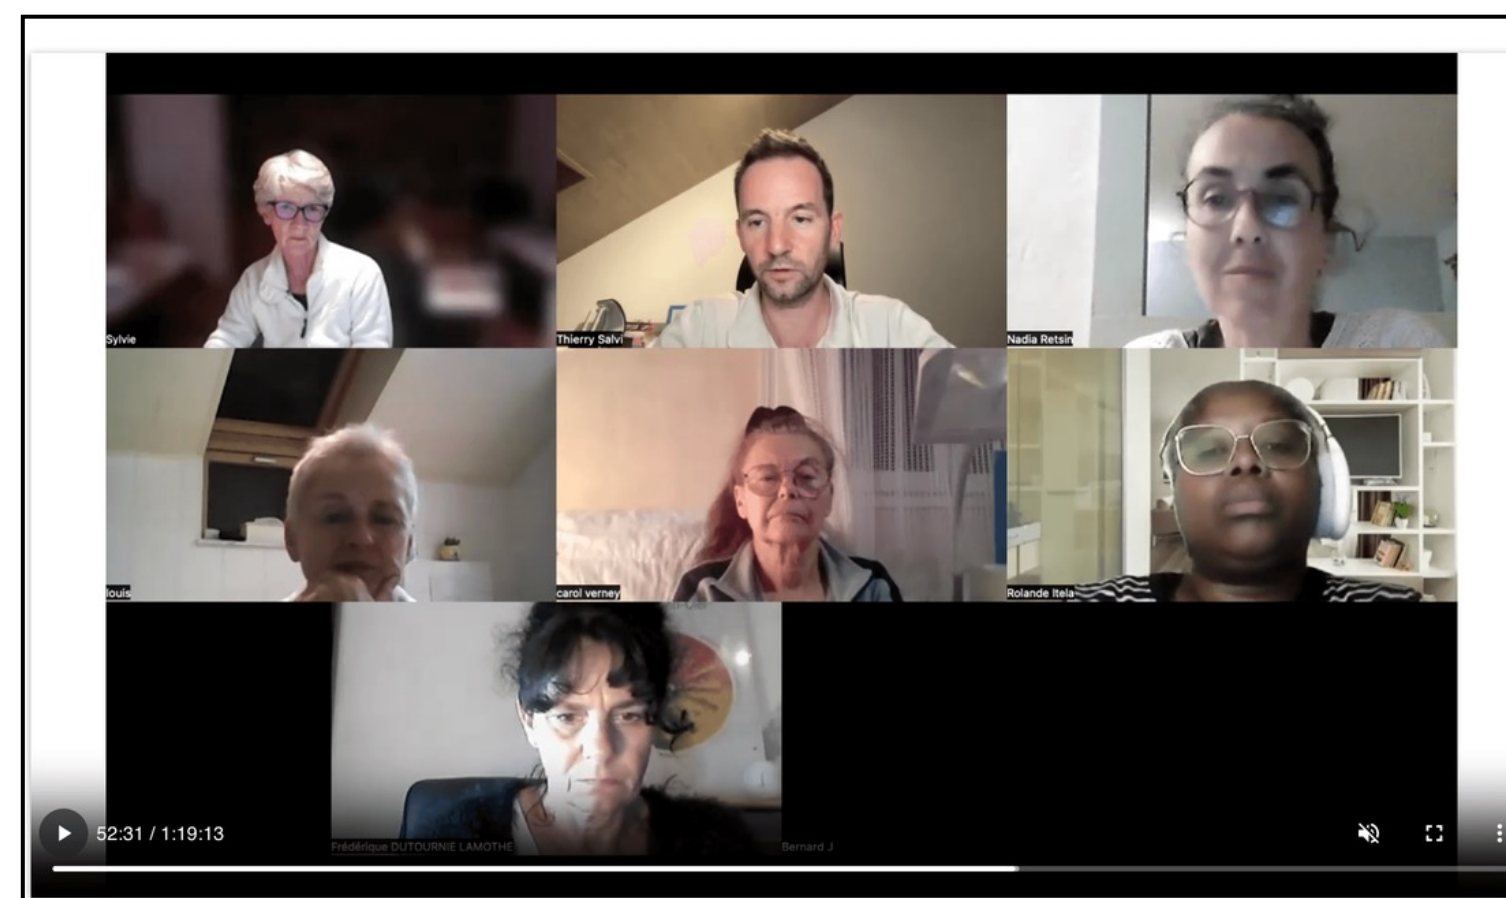 Sylvie
Thierry Salvi
Nadia Retsin
louis
carol verney
Rolande Itela
Frédérique DUTOURNIE LAMOTHE
Bernard J
52:31 / 1:19:13